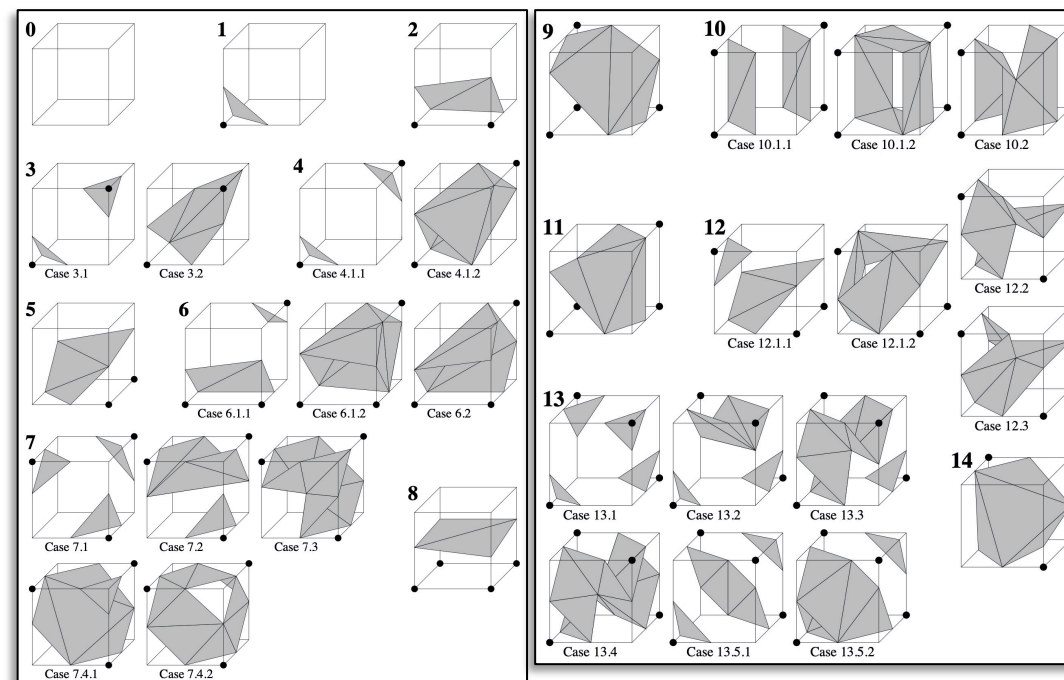 0 1 2
3 4
Case 3.1 Case 3.2 Case 4.1.1 Case 4.1.2
5 6
Case 6.1.1 Case 6.1.2 Case 6.2
7
8
Case 7.1 Case 7.2 Case 7.3
Case 7.4.1 Case 7.4.2
9 10
Case 10.1.1 Case 10.1.2 Case 10.2
11 12
Case 12.2
Case 12.1.1 Case 12.1.2
Case 12.3
13
14
Case 13.1 Case 13.2 Case 13.3
Case 13.4 Case 13.5.1 Case 13.5.2